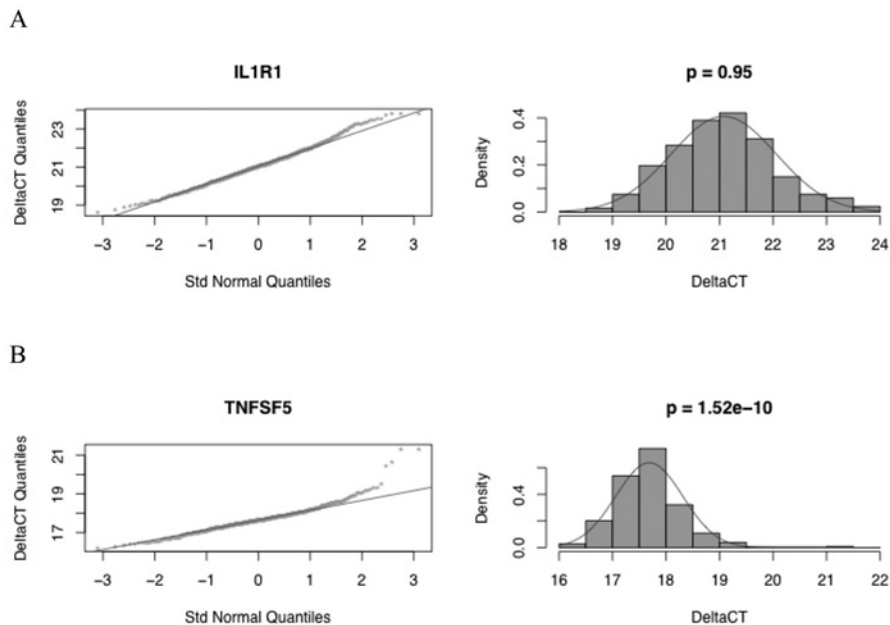 A
IL1R1
DeltaCT Quantiles
19 21 23
−3 −2 −1 0 1 2 3
Std Normal Quantiles
p = 0.95
Density
0.0 0.2 0.4
18 19 20 21 22 23 24
DeltaCT
B
TNFSF5
DeltaCT Quantiles
17 19 21
−3 −2 −1 0 1 2 3
Std Normal Quantiles
p = 1.52e−10
Density
0.0 0.4
16 17 18 19 20 21 22
DeltaCT